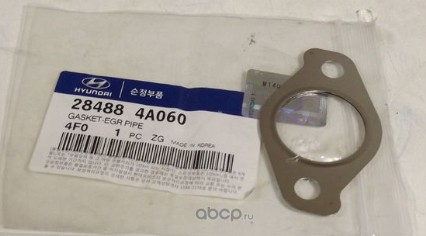 HYUNDAI 순정부품
28488 4A060
GASKET-EGR PIPE
4F0 1 PC ZG MADE IN KOREA
abcp.ru